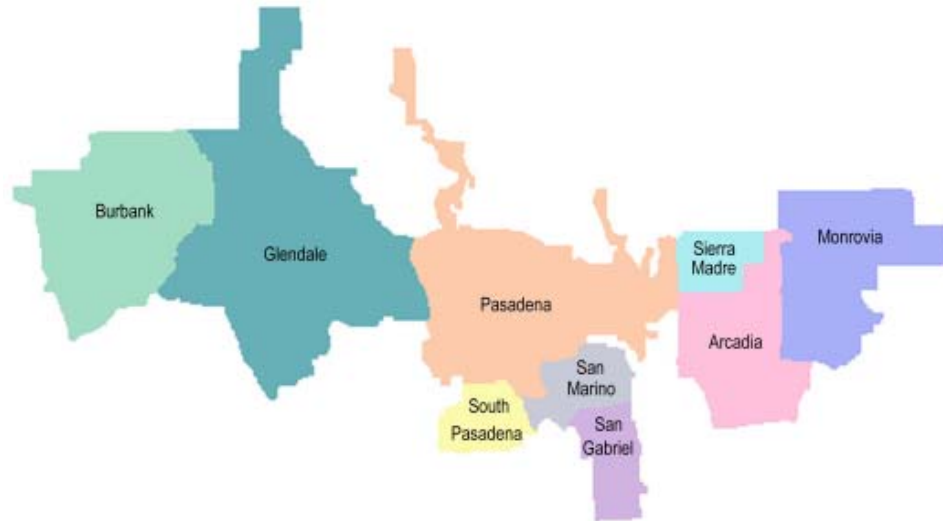 Burbank
Glendale
Pasadena
Sierra
Madre
Monrovia
Arcadia
San
Marino
South
Pasadena
San
Gabriel